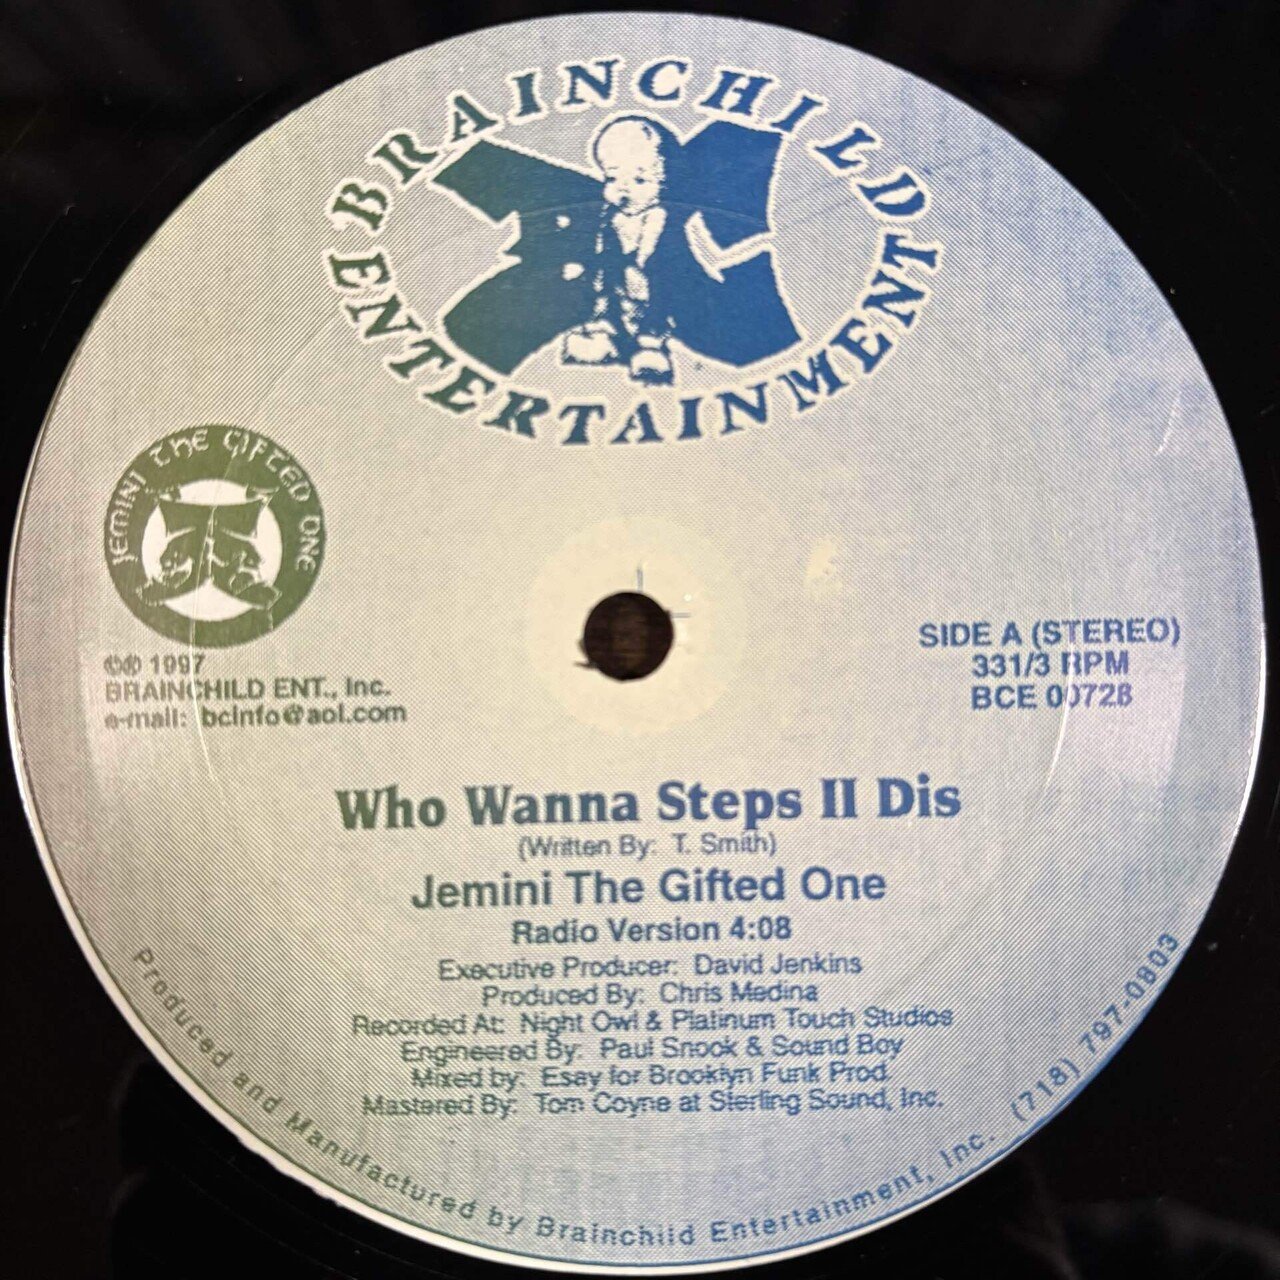 BRAINCHILD
ENTERTAINMENT
JEMINI THE GIFTED ONE
©℗ 1997
BRAINCHILD ENT., Inc.
e-mail: bcinfo@aol.com
SIDE A (STEREO)
331/3 RPM
BCE 00728
Who Wanna Steps II Dis
(Written By: T. Smith)
Jemini The Gifted One
Radio Version 4:08
Executive Producer: David Jenkins
Produced By: Chris Medina
Recorded At: Night Owl & Platinum Touch Studios
Engineered By: Paul Snook & Sound Boy
Mixed by: Esay for Brooklyn Funk Prod.
Mastered By: Tom Coyne at Sterling Sound, Inc.
Produced and Manufactured by Brainchild Entertainment, Inc. (718) 797-0803